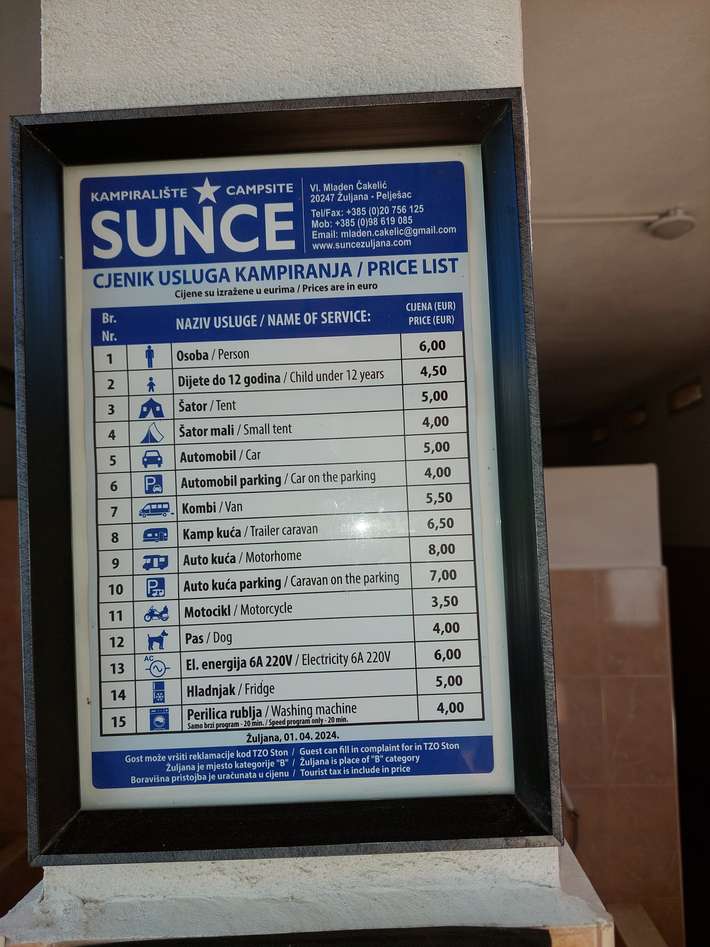 KAMPIRALIŠTE ★ CAMPSITE
SUNCE
Vl. Mladen Čakelić
20247 Žuljana - Pelješac
Tel/Fax: +385 (0)20 756 125
Mob: +385 (0)98 619 085
Email: mladen.cakelic@gmail.com
www.suncezuljana.com
CJENIK USLUGA KAMPIRANJA / PRICE LIST
Cijene su izražene u eurima / Prices are in euro
Br. Nr. NAZIV USLUGE / NAME OF SERVICE: CIJENA (EUR) PRICE (EUR)
1 Osoba / Person 6,00
2 Dijete do 12 godina / Child under 12 years 4,50
3 Šator / Tent 5,00
4 Šator mali / Small tent 4,00
5 Automobil / Car 5,00
6 P Automobil parking / Car on the parking 4,00
7 Kombi / Van 5,50
8 Kamp kuća / Trailer caravan 6,50
9 Auto kuća / Motorhome 8,00
10 P Auto kuća parking / Caravan on the parking 7,00
11 Motocikl / Motorcycle 3,50
12 Pas / Dog 4,00
13 AC El. energija 6A 220V / Electricity 6A 220V 6,00
14 Hladnjak / Fridge 5,00
15 Perilica rublja / Washing machine 4,00
Samo brzi program - 20 min. / Speed program only - 20 min.
Žuljana, 01. 04. 2024.
Gost može vršiti reklamacije kod TZO Ston / Guest can fill in complaint for in TZO Ston
Žuljana je mjesto kategorije "B" / Žuljana is place of "B" category
Boravišna pristojba je uračunata u cijenu / Tourist tax is include in price